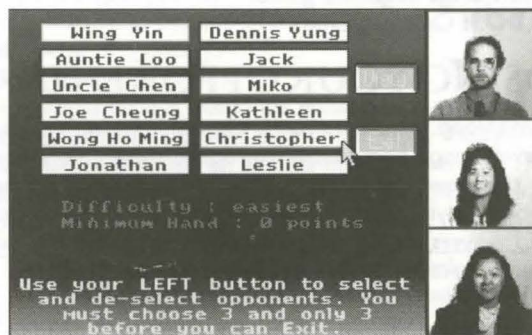 Wing Yin
Dennis Yung
Auntie Loo
Jack
Uncle Chen
Miko
Joe Cheung
Kathleen
Wong Ho Ming
Christopher
Jonathan
Leslie
Difficulty : easiest
Minimum Hand : 0 points
Use your LEFT button to select
and de-select opponents. You
must choose 3 and only 3
before you can Exit.